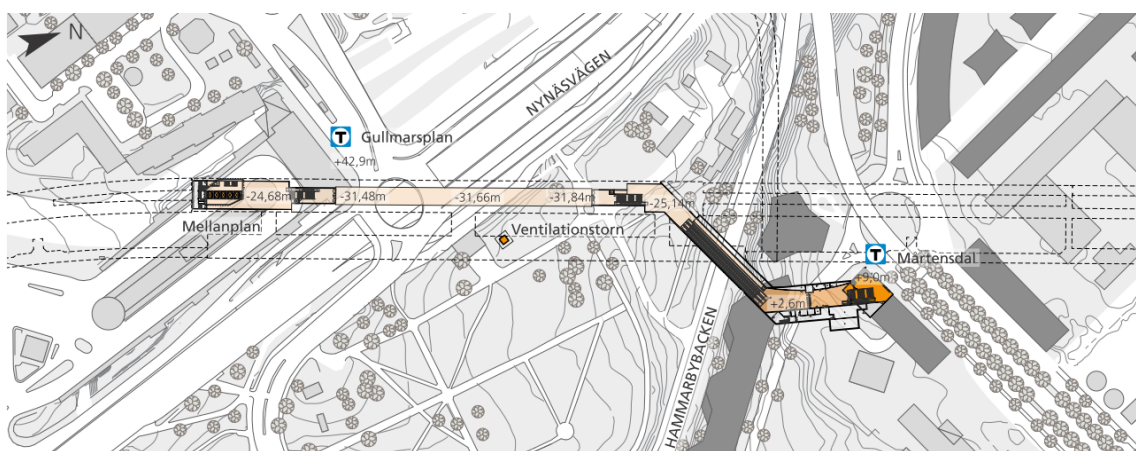 N
T Gullmarsplan
+42,9m
NYNÄSVÄGEN
-24,68m
-31,48m
-31,66m
-31,84m
-25,14m
Mellanplan
Ventilationstorn
T
Mårtensdal
+9,0m
+2,6m
HAMMARBYBACKEN